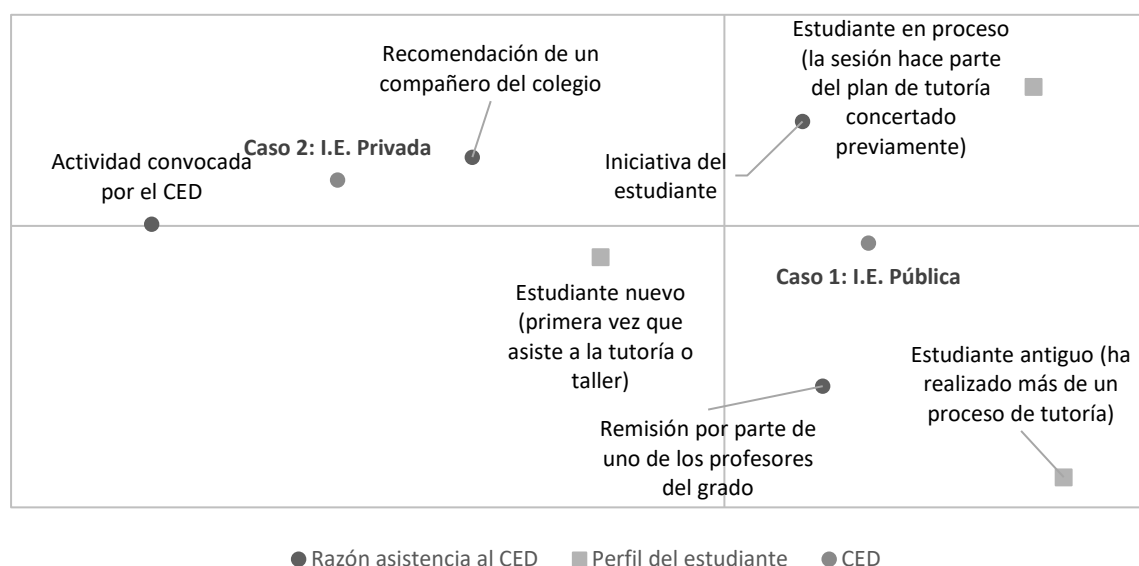 Recomendación de un
compañero del colegio
Estudiante en proceso
(la sesión hace parte
del plan de tutoría
concertado
previamente)
Caso 2: I.E. Privada
Actividad convocada
por el CED
Iniciativa del
estudiante
Caso 1: I.E. Pública
Estudiante nuevo
(primera vez que
asiste a la tutoría o
taller)
Estudiante antiguo (ha
realizado más de un
proceso de tutoría)
Remisión por parte de
uno de los profesores
del grado
Razón asistencia al CED
Perfil del estudiante
CED